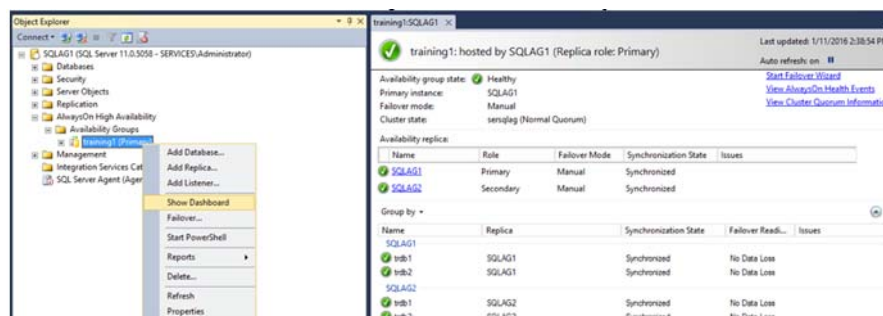 Object Explorer
Connect
SQLAG1 (SQL Server 11.0.5058 - SERVICES\Administrator)
Databases
Security
Server Objects
Replication
AlwaysOn High Availability
Availability Groups
training1 (Primary)
Management
Integration Services Cat
SQL Server Agent (Agen
Add Database...
Add Replica...
Add Listener...
Show Dashboard
Failover...
Start PowerShell
Reports
Delete...
Refresh
Properties
training1:SQLAG1
training1: hosted by SQLAG1 (Replica role: Primary)
Last updated: 1/11/2016 2:38:54 PM
Auto refresh: on
Availability group state: Healthy
Primary instance: SQLAG1
Failover mode: Manual
Cluster state: sersqlag (Normal Quorum)
Start Failover Wizard
View AlwaysOn Health Events
View Cluster Quorum Informati
Availability replica:
Name Role Failover Mode Synchronization State Issues
SQLAG1 Primary Manual Synchronized
SQLAG2 Secondary Manual Synchronized
Group by
Name Replica Synchronization State Failover Readi... Issues
SQLAG1
trdb1 SQLAG1 Synchronized No Data Loss
trdb2 SQLAG1 Synchronized No Data Loss
SQLAG2
trdb1 SQLAG2 Synchronized No Data Loss